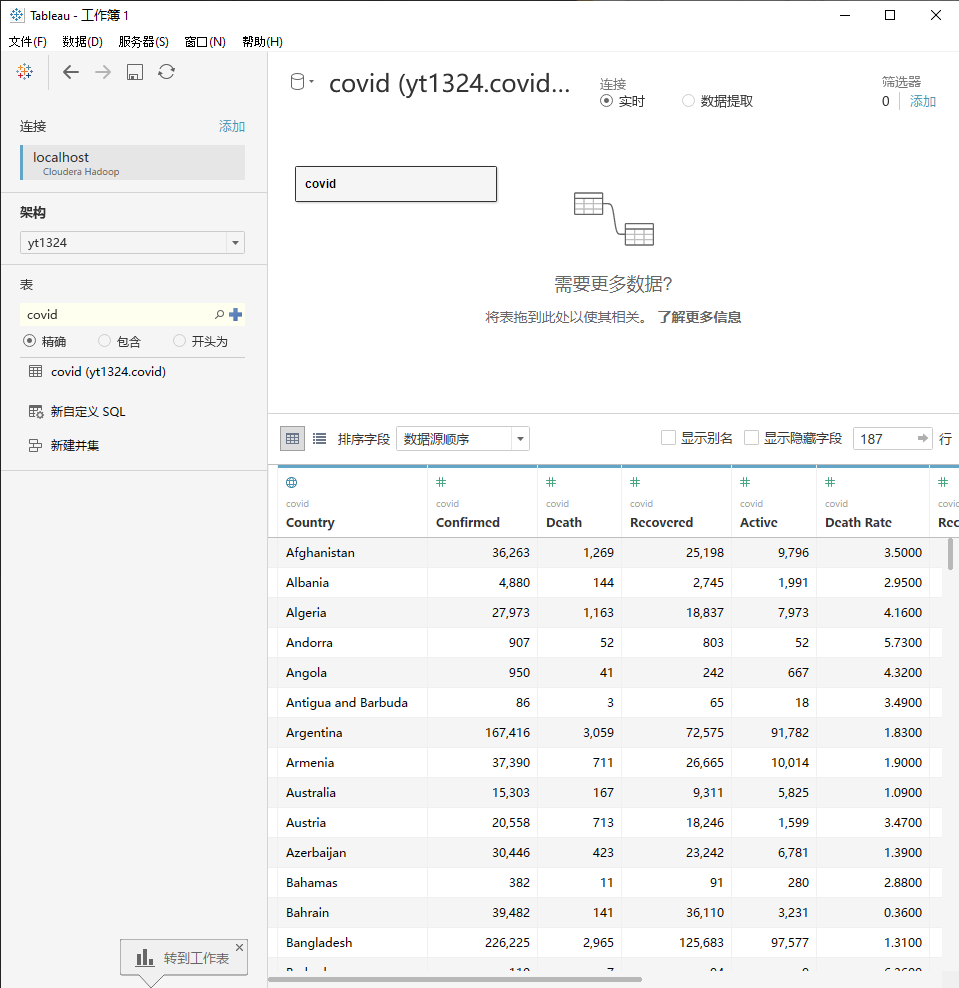 Tableau - 工作簿 1
文件(F) 数据(D) 服务器(S) 窗口(N) 帮助(H)
连接 添加
localhost
Cloudera Hadoop
架构
yt1324
表
covid
精确 包含 开头为
covid (yt1324.covid)
新自定义 SQL
新建并集
转到工作表
covid (yt1324.covid...
连接
实时 数据提取
筛选器
0 添加
covid
需要更多数据?
将表拖到此处以使其相关。 了解更多信息
排序字段 数据源顺序 显示别名 显示隐藏字段 187 行
covid covid covid covid covid covid
Country Confirmed Death Recovered Active Death Rate
Afghanistan 36,263 1,269 25,198 9,796 3.5000
Albania 4,880 144 2,745 1,991 2.9500
Algeria 27,973 1,163 18,837 7,973 4.1600
Andorra 907 52 803 52 5.7300
Angola 950 41 242 667 4.3200
Antigua and Barbuda 86 3 65 18 3.4900
Argentina 167,416 3,059 72,575 91,782 1.8300
Armenia 37,390 711 26,665 10,014 1.9000
Australia 15,303 167 9,311 5,825 1.0900
Austria 20,558 713 18,246 1,599 3.4700
Azerbaijan 30,446 423 23,242 6,781 1.3900
Bahamas 382 11 91 280 2.8800
Bahrain 39,482 141 36,110 3,231 0.3600
Bangladesh 226,225 2,965 125,683 97,577 1.3100